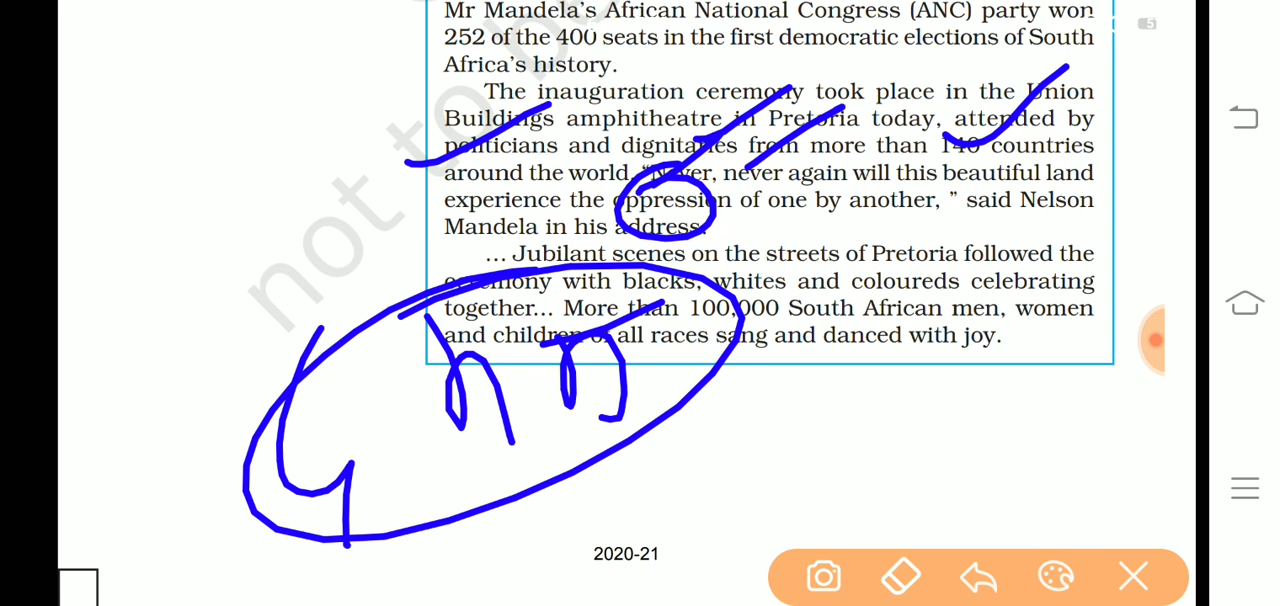 Mr Mandela's African National Congress (ANC) party won
252 of the 400 seats in the first democratic elections of South
Africa's history.
The inauguration ceremony took place in the Union
Buildings amphitheatre in Pretoria today, attended by
politicians and dignitaries from more than 140 countries
around the world. “Never, never again will this beautiful land
experience the oppression of one by another, ” said Nelson
Mandela in his address.
... Jubilant scenes on the streets of Pretoria followed the
ceremony with blacks, whites and coloureds celebrating
together... More than 100,000 South African men, women
and children of all races sang and danced with joy.
not to be
2020-21
5